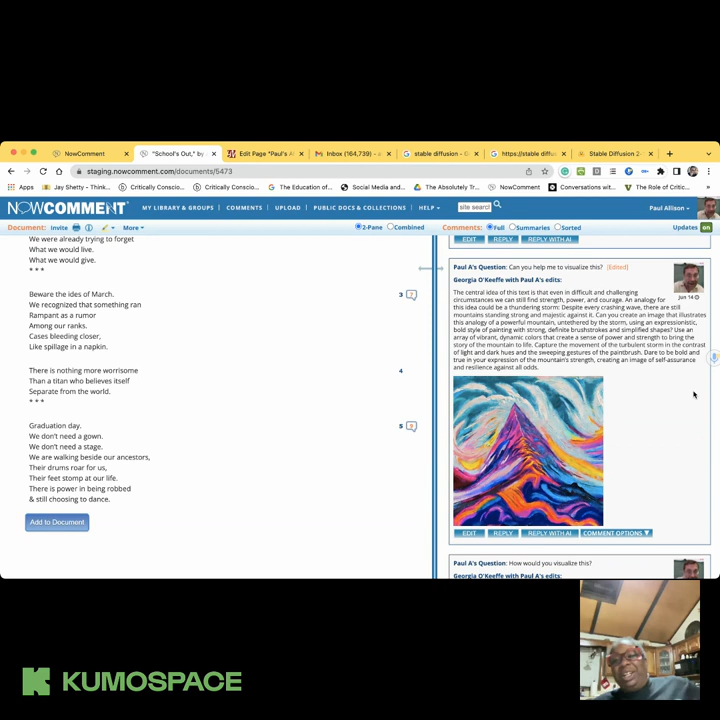 NowComment
"School's Out," by
Edit Page "Paul's A
Inbox (164,739) - a
stable diffusion - G
https://stable diffus
Stable Diffusion 2-
staging.nowcomment.com/documents/5473
Apps
Jay Shetty - Think...
Critically Conscio...
Critically Conscio...
The Education of...
Social Media and...
The Absolutely Tr...
NowComment
Conversations wit...
The Role of Critic...
NOWCOMMENT
MY LIBRARY & GROUPS
COMMENTS
UPLOAD
PUBLIC DOCS & COLLECTIONS
HELP
site search
Paul Allison
Document:
Invite
More
2-Pane
Combined
Comments:
Full
Summaries
Sorted
Updates
on
We were already trying to forget
What we would live.
What we would give.
* * *
Beware the ides of March.
3
We recognized that something ran
Rampant as a rumor
Among our ranks.
Cases bleeding closer,
Like spillage in a napkin.
There is nothing more worrisome
4
Than a titan who believes itself
Separate from the world.
* * *
Graduation day.
5
We don't need a gown.
We don't need a stage.
We are walking beside our ancestors,
Their drums roar for us,
Their feet stomp at our life.
There is power in being robbed
& still choosing to dance.
Add to Document
EDIT
REPLY
REPLY WITH AI
Paul A's Question: Can you help me to visualize this? [Edited]
Georgia O'Keeffe with Paul A's edits:
Jun 14
The central idea of this text is that even in difficult and challenging
circumstances we can still find strength, power, and courage. An analogy for
this idea could be a thundering storm: Despite every crashing wave, there are still
mountains standing strong and majestic against it. Can you create an image that illustrates
this analogy of a powerful mountain, untethered by the storm, using an expressionistic,
bold style of painting with strong, definite brushstrokes and simplified shapes? Use an
array of vibrant, dynamic colors that create a sense of power and strength to bring the
story of the mountain to life. Capture the movement of the turbulent storm in the contrast
of light and dark hues and the sweeping gestures of the paintbrush. Dare to be bold and
true in your expression of the mountain's strength, creating an image of self-assurance
and resilience against all odds.
EDIT
REPLY
REPLY WITH AI
COMMENT OPTIONS
Paul A's Question: How would you visualize this?
Georgia O'Keeffe with Paul A's edits:
KUMOSPACE